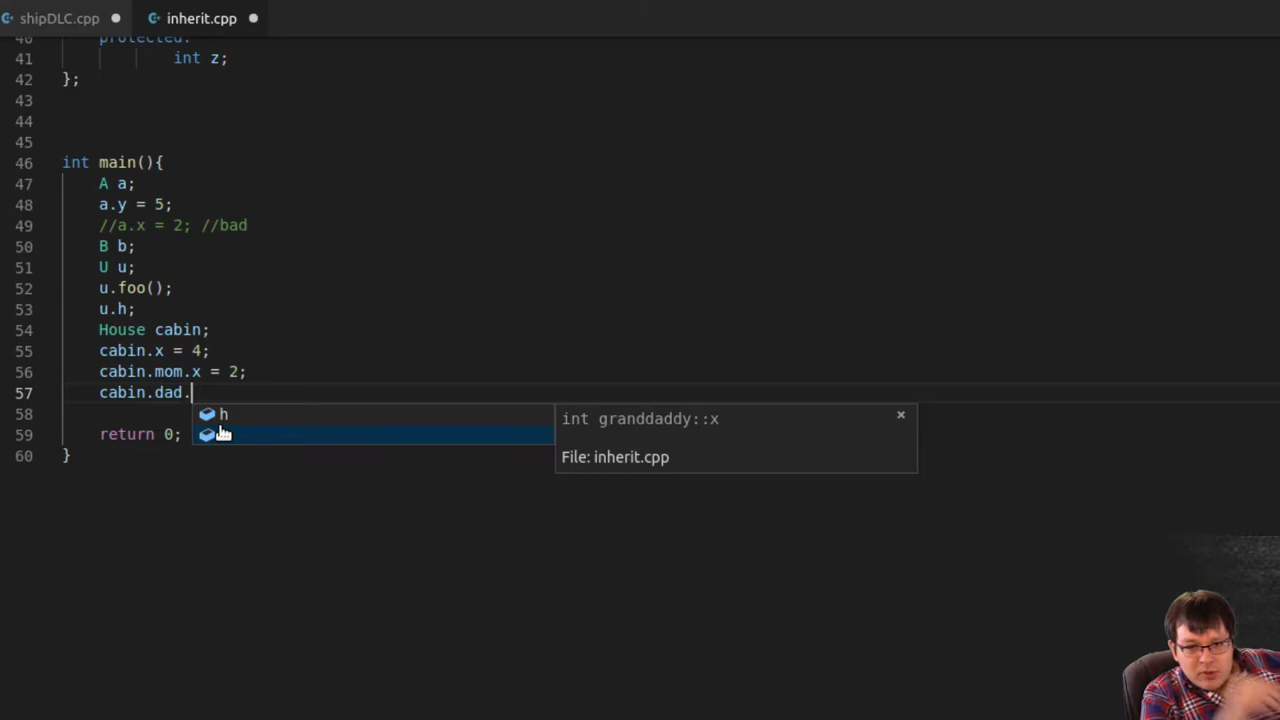 shipDLC.cpp inherit.cpp
40 protected:
41 int z;
42 };
43
44
45
46 int main(){
47 A a;
48 a.y = 5;
49 //a.x = 2; //bad
50 B b;
51 U u;
52 u.foo();
53 u.h;
54 House cabin;
55 cabin.x = 4;
56 cabin.mom.x = 2;
57 cabin.dad.
58 h int granddaddy::x ×
59 return 0;
60 } File: inherit.cpp